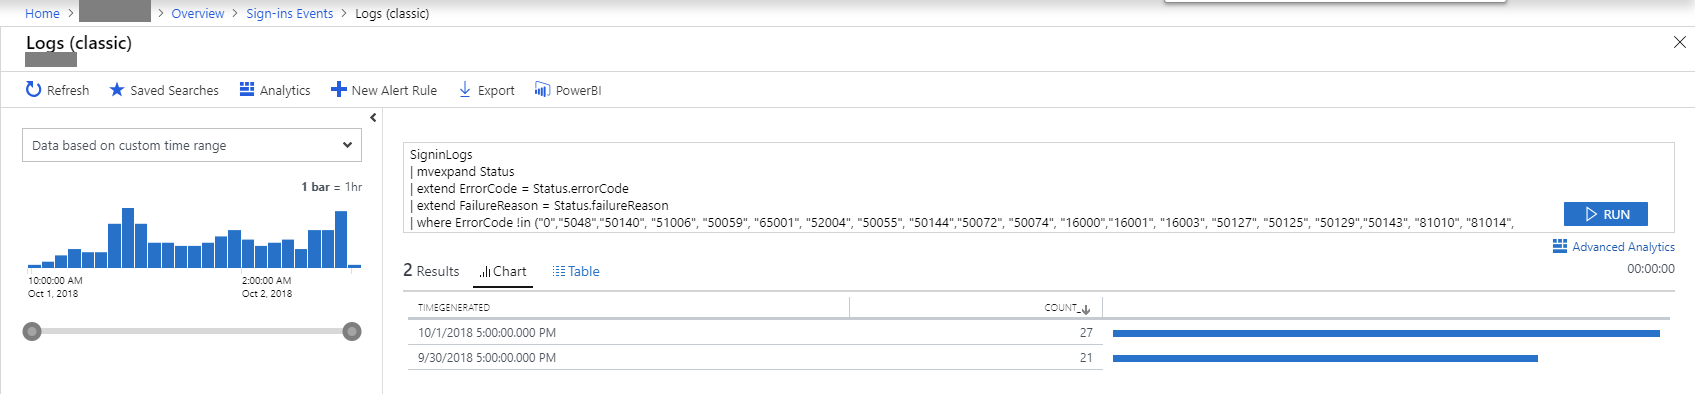 Home > Overview > Sign-ins Events > Logs (classic)
Logs (classic)
Refresh Saved Searches Analytics New Alert Rule Export PowerBI
Data based on custom time range
1 bar = 1hr
10:00:00 AM 2:00:00 AM
Oct 1, 2018 Oct 2, 2018
SigninLogs
| mvexpand Status
| extend ErrorCode = Status.errorCode
| extend FailureReason = Status.failureReason
| where ErrorCode !in ("0","5048","50140", "51006", "50059", "65001", "52004", "50055", "50144","50072", "50074", "16000","16001", "16003", "50127", "50125", "50129","50143", "81010", "81014",
RUN
Advanced Analytics
2 Results Chart Table 00:00:00
TIMEGENERATED COUNT_
10/1/2018 5:00:00.000 PM 27
9/30/2018 5:00:00.000 PM 21